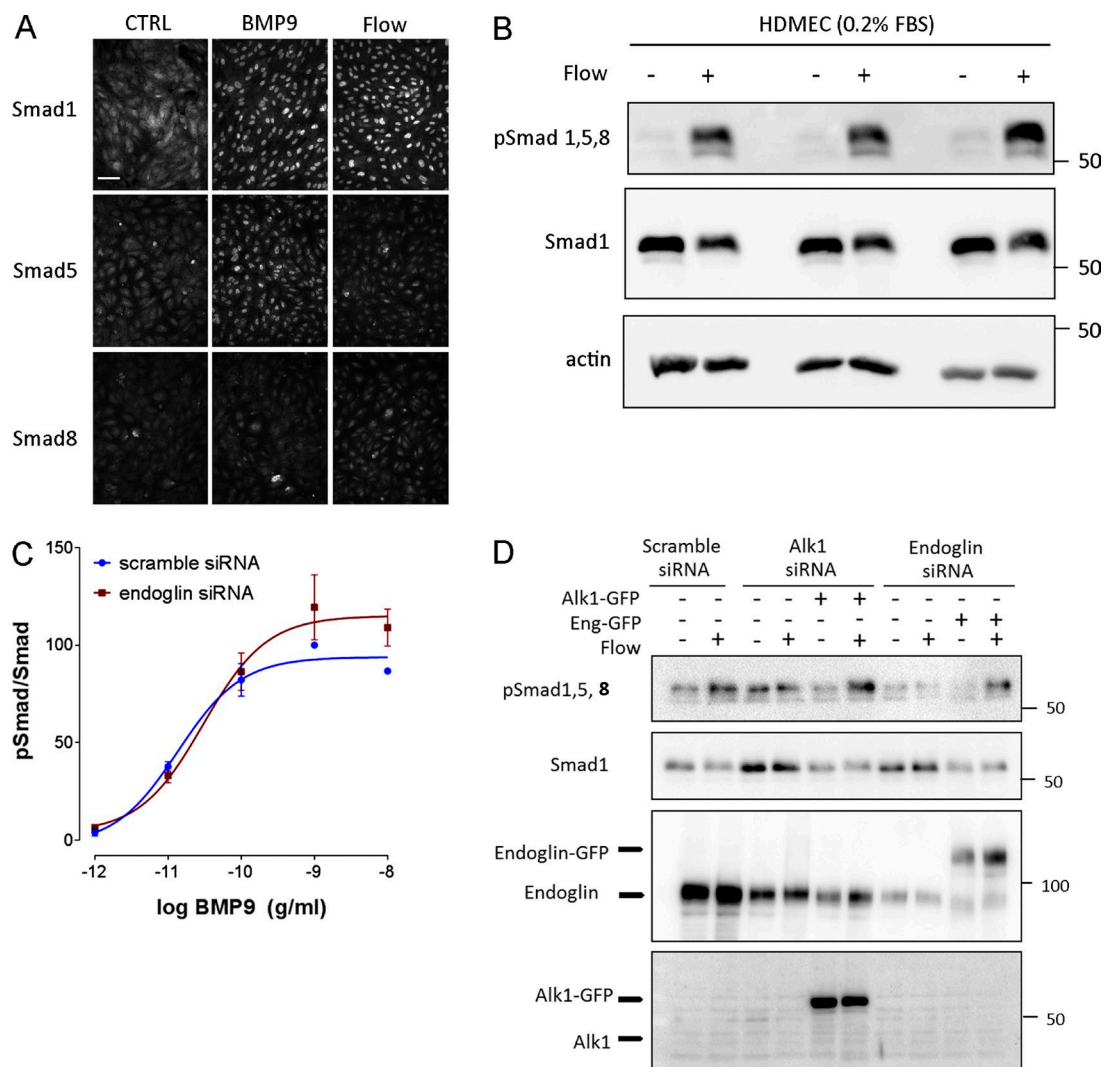 A
CTRL BMP9 Flow
Smad1
Smad5
Smad8
B
HDMEC (0.2% FBS)
Flow - + - + - +
pSmad 1,5,8
50
Smad1
50
50
actin
C
150
100
50
0
pSmad/Smad
scramble siRNA
endoglin siRNA
-12 -11 -10 -9 -8
log BMP9 (g/ml)
D
Scramble siRNA
Alk1 siRNA
Endoglin siRNA
Alk1-GFP - - - - + + - - - -
Eng-GFP - - - - - - - - + +
Flow - + - + - + - + - +
pSmad1,5, 8
50
Smad1
50
Endoglin-GFP
Endoglin
100
Alk1-GFP
50
Alk1